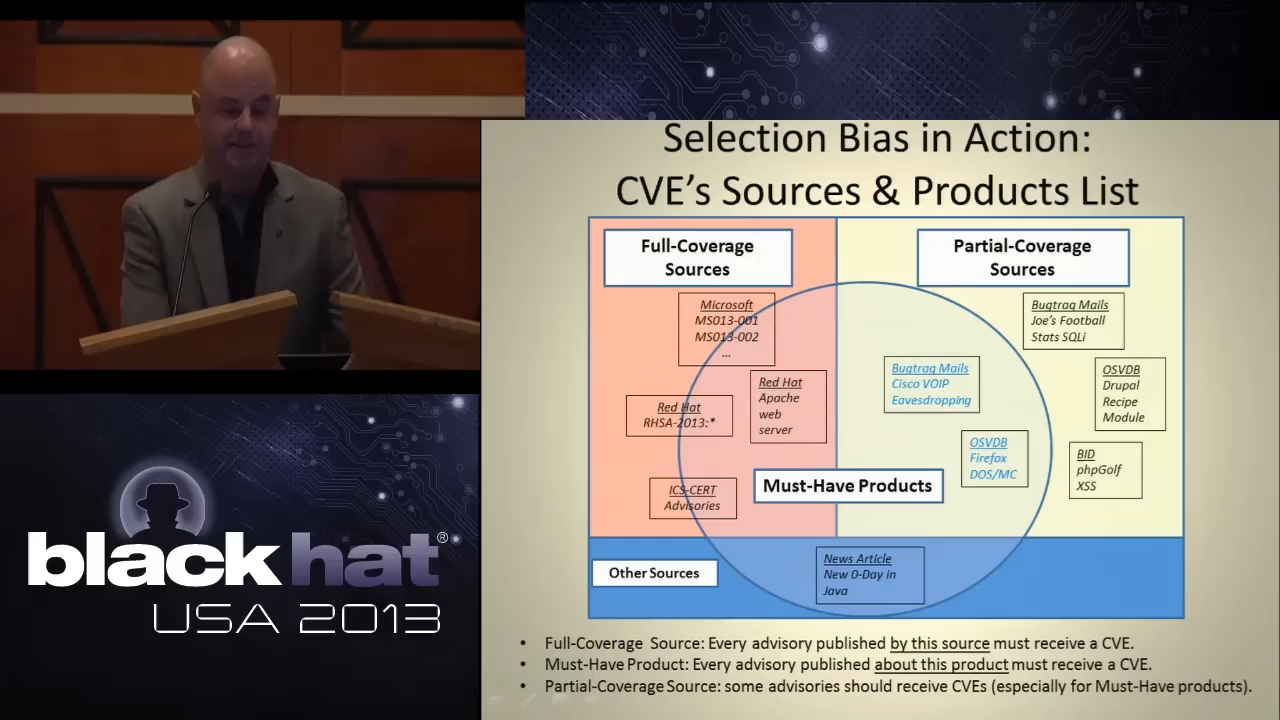 Selection Bias in Action:
CVE's Sources & Products List
Full-Coverage
Sources
Partial-Coverage
Sources
Microsoft
MS013-001
MS013-002
...
Bugtraq Mails
Joe's Football
Stats SQLi
Bugtraq Mails
Cisco VOIP
Eavesdropping
OSVDB
Drupal
Recipe
Module
Red Hat
Apache
web
server
Red Hat
RHSA-2013:*
OSVDB
Firefox
DOS/MC
BID
phpGolf
XSS
Must-Have Products
ICS-CERT
Advisories
News Article
New 0-Day in
Java
Other Sources
• Full-Coverage Source: Every advisory published by this source must receive a CVE.
• Must-Have Product: Every advisory published about this product must receive a CVE.
• Partial-Coverage Source: some advisories should receive CVEs (especially for Must-Have products).
blackhat®
USA 2013